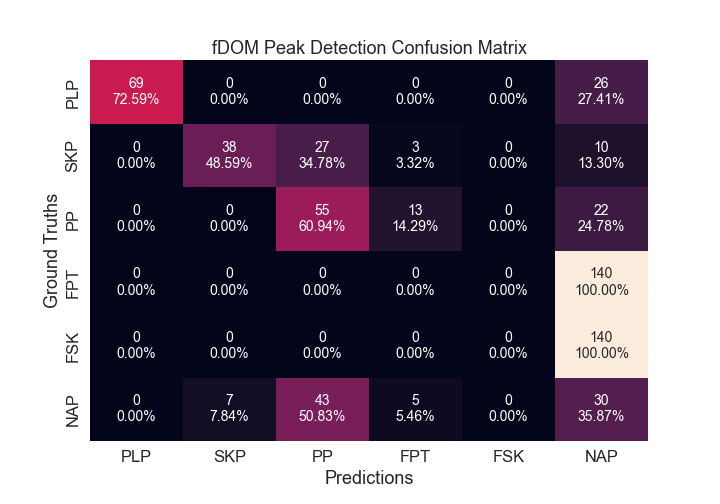 fDOM Peak Detection Confusion Matrix
Ground Truths
PLP
69 0 0 0 0 26
72.59% 0.00% 0.00% 0.00% 0.00% 27.41%
SKP
0 38 27 3 0 10
0.00% 48.59% 34.78% 3.32% 0.00% 13.30%
PP
0 0 55 13 0 22
0.00% 0.00% 60.94% 14.29% 0.00% 24.78%
FPT
0 0 0 0 0 140
0.00% 0.00% 0.00% 0.00% 0.00% 100.00%
FSK
0 0 0 0 0 140
0.00% 0.00% 0.00% 0.00% 0.00% 100.00%
NAP
0 7 43 5 0 30
0.00% 7.84% 50.83% 5.46% 0.00% 35.87%
PLP SKP PP FPT FSK NAP
Predictions